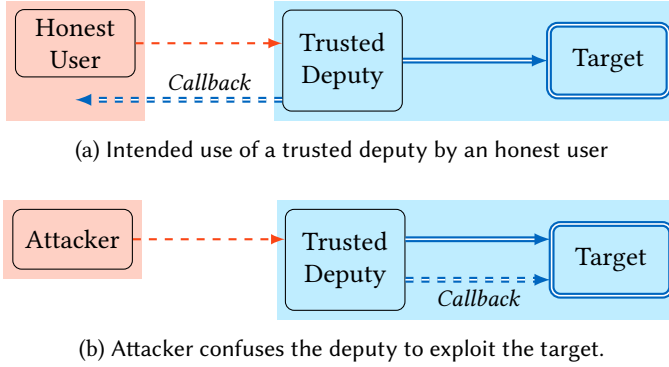 Honest
User
Trusted
Deputy
Target
Callback
(a) Intended use of a trusted deputy by an honest user
Attacker
Trusted
Deputy
Target
Callback
(b) Attacker confuses the deputy to exploit the target.